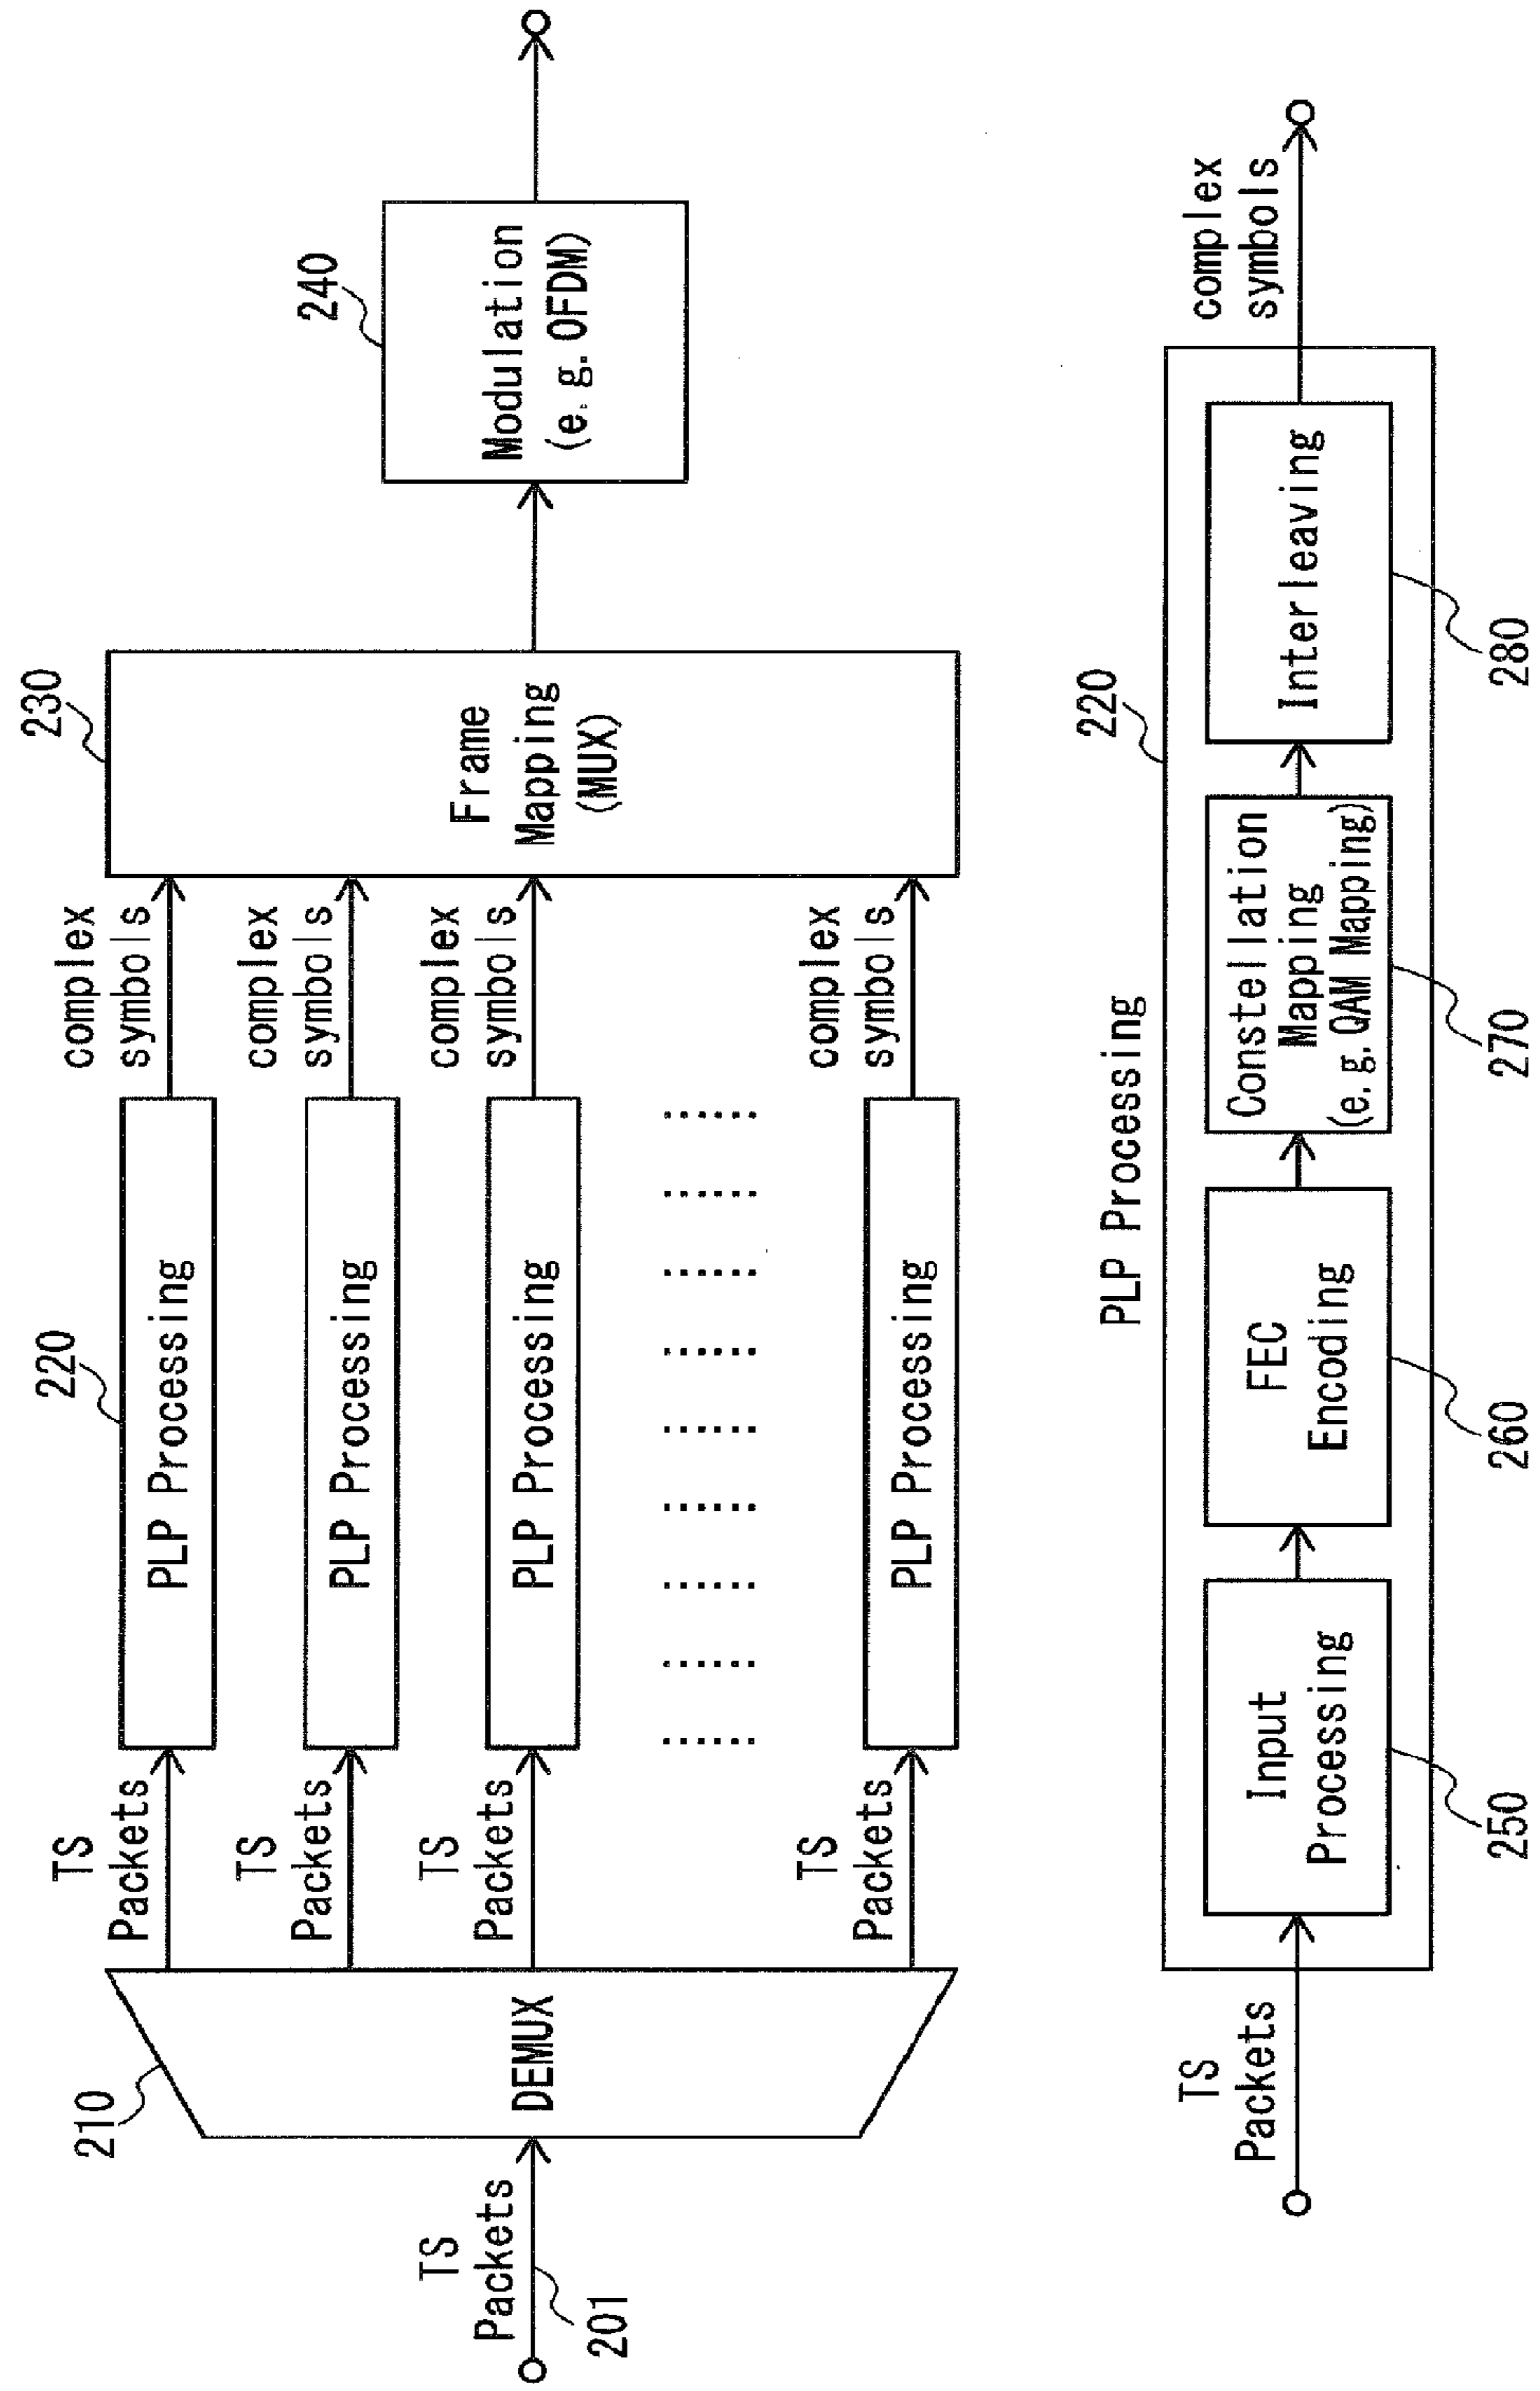 TS
Packets
201
210
DEMUX
TS
Packets
TS
Packets
TS
Packets
TS
Packets
220
PLP Processing
PLP Processing
PLP Processing
PLP Processing
complex
symbols
complex
symbols
complex
symbols
complex
symbols
230
Frame
Mapping
(MUX)
240
Modulation
(e.g. OFDM)
PLP Processing
220
TS
Packets
Input
Processing
250
FEC
Encoding
260
Constellation
Mapping
(e.g. QAM Mapping)
270
Interleaving
280
complex
symbols